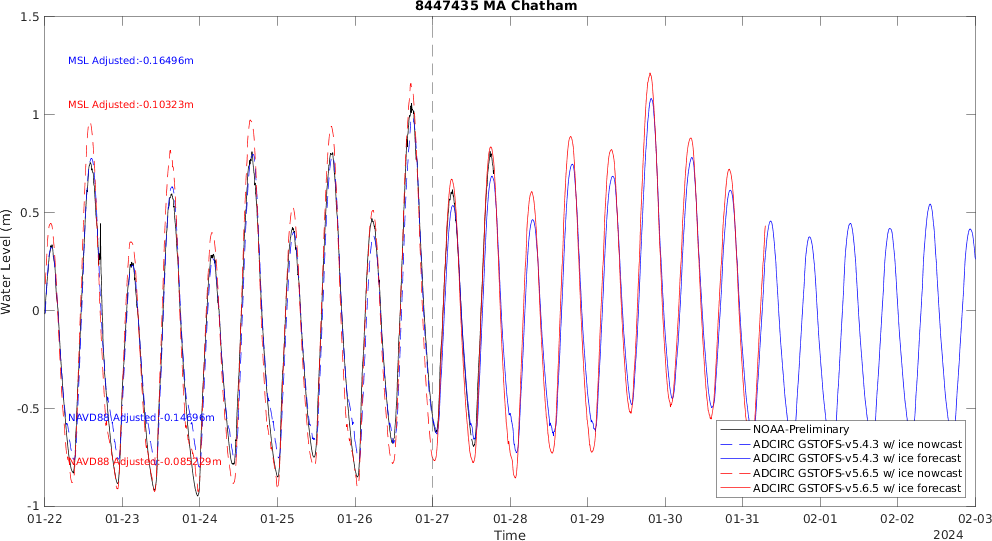 8447435 MA Chatham
1.5
1
0.5
0
-0.5
-1
Water Level (m)
MSL Adjusted:-0.16496m
MSL Adjusted:-0.10323m
NAVD88 Adjusted:-0.14696m
NAVD88 Adjusted:-0.085229m
NOAA-Preliminary
ADCIRC GSTOFS-v5.4.3 w/ ice nowcast
ADCIRC GSTOFS-v5.4.3 w/ ice forecast
ADCIRC GSTOFS-v5.6.5 w/ ice nowcast
ADCIRC GSTOFS-v5.6.5 w/ ice forecast
01-22 01-23 01-24 01-25 01-26 01-27 01-28 01-29 01-30 01-31 02-01 02-02 02-03
Time
2024